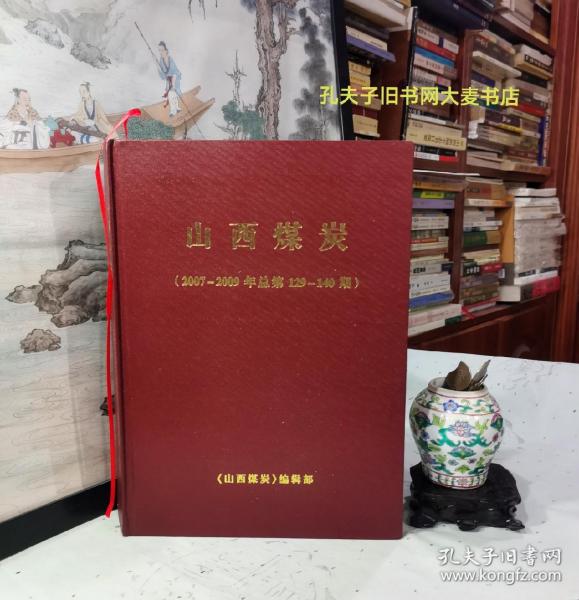 孔夫子旧书网大麦书店
山西煤炭
（2007-2009年总第129-140期）
《山西煤炭》编辑部
孔夫子旧书网
www.kongfz.com